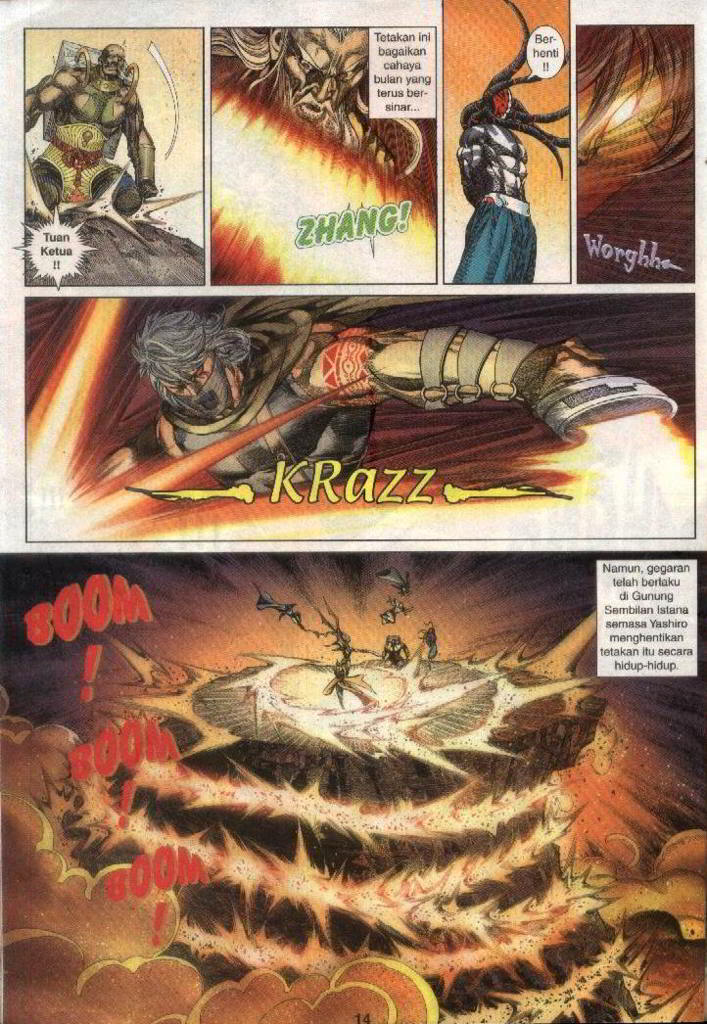 Tuan
Ketua
!!
Tetakan ini
bagaikan
cahaya
bulan yang
terus ber-
sinar...
ZHANG!
Ber-
henti
!!
Worghh
KRazz
Namun, gegaran
telah berlaku
di Gunung
Sembilan Istana
semasa Yashiro
menghentikan
tetakan itu secara
hidup-hidup.
BOOM
!
BOOM
!
BOOM
!
14